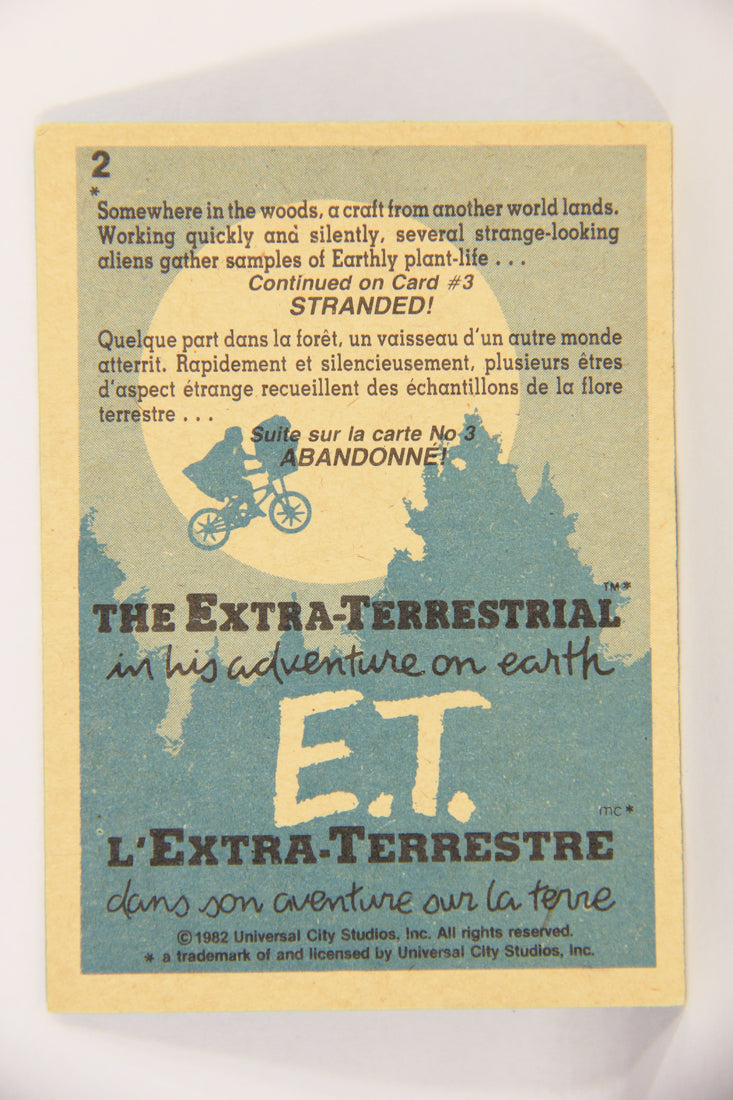 2
*
Somewhere in the woods, a craft from another world lands.
Working quickly and silently, several strange-looking
aliens gather samples of Earthly plant-life . . .
Continued on Card #3
STRANDED!
Quelque part dans la forêt, un vaisseau d'un autre monde
atterrit. Rapidement et silencieusement, plusieurs êtres
d'aspect étrange recueillent des échantillons de la flore
terrestre . . .
Suite sur la carte No 3
ABANDONNÉ!
THE EXTRA-TERRESTRIAL TM*
in his adventure on earth
E.T.
mc*
L'EXTRA-TERRESTRE
dans son aventure sur la terre
© 1982 Universal City Studios, Inc. All rights reserved.
* a trademark of and licensed by Universal City Studios, Inc.